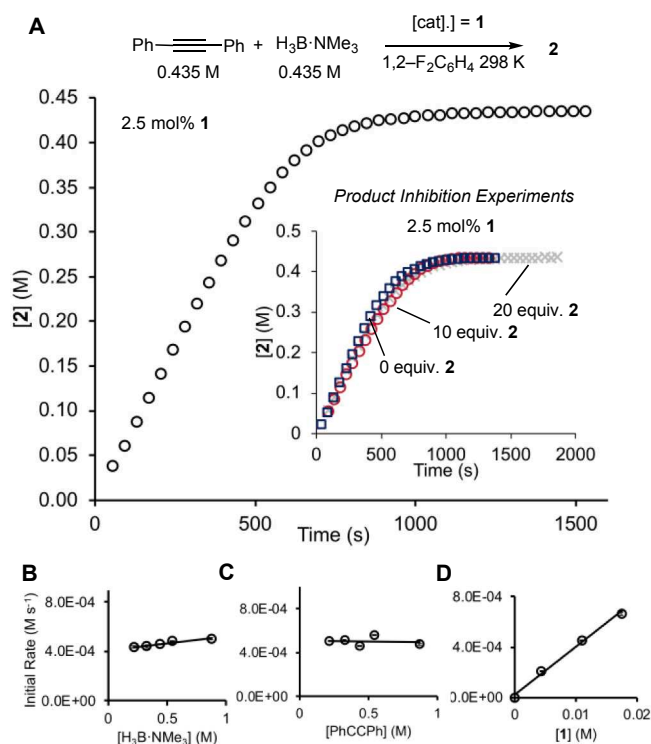 A
Ph Ph + H₃B·NMe₃ [cat].] = 1 2
0.435 M 0.435 M 1,2–F₂C₆H₄ 298 K
2.5 mol% 1
[2] (M)
0.45
0.40
0.35
0.30
0.25
0.20
0.15
0.10
0.05
0.00
0 500 1000 1500
Time (s)
Product Inhibition Experiments
2.5 mol% 1
[2] (M)
0.5
0.4
0.3
0.2
0.1
0
20 equiv. 2
10 equiv. 2
0 equiv. 2
0 500 1000 1500 2000
Time (s)
B
Initial Rate (M s⁻¹)
8.0E-04
4.0E-04
0.0E+00
0 0.5 1
[H₃B·NMe₃] (M)
C
8.0E-04
4.0E-04
0.0E+00
0 0.5 1
[PhCCPh] (M)
D
8.0E-04
4.0E-04
0.0E+00
0 0.01 0.02
[1] (M)